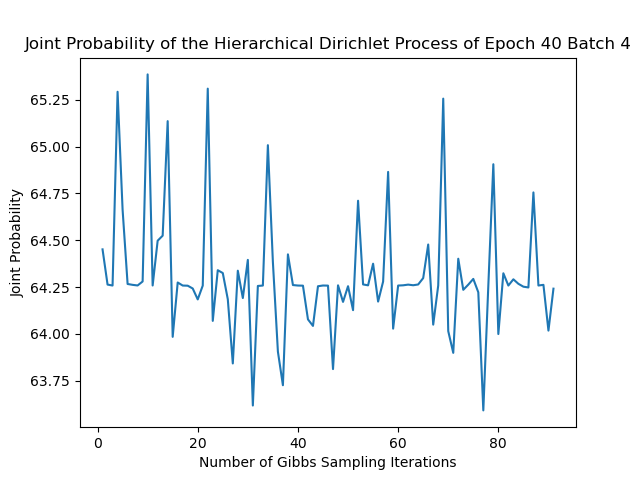 Joint Probability of the Hierarchical Dirichlet Process of Epoch 40 Batch 4
65.25
65.00
64.75
64.50
64.25
64.00
63.75
Joint Probability
0 20 40 60 80
Number of Gibbs Sampling Iterations